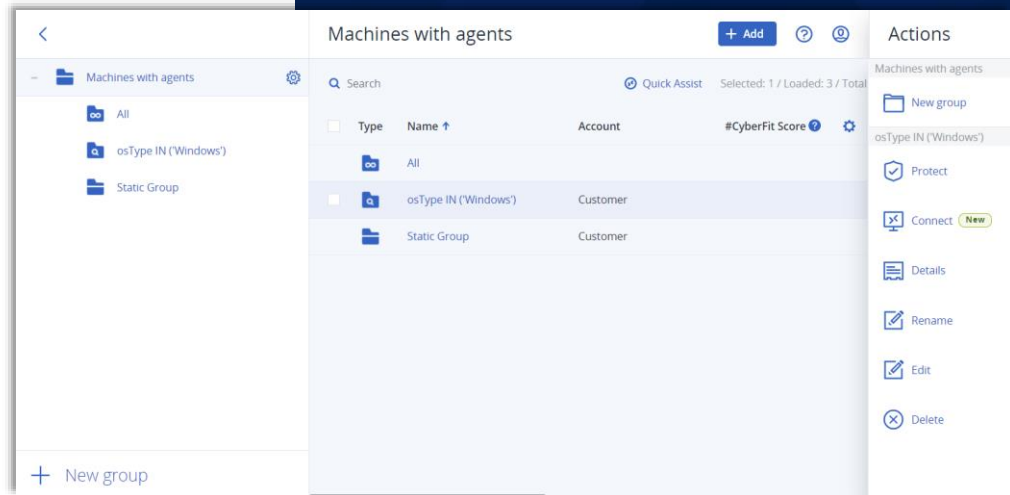 Machines with agents
All
osType IN ('Windows')
Static Group
New group
Machines with agents
+ Add
Search
Quick Assist
Selected: 1 / Loaded: 3 / Total
Type Name ↑ Account #CyberFit Score
All
osType IN ('Windows') Customer
Static Group Customer
Actions
Machines with agents
New group
osType IN ('Windows')
Protect
Connect New
Details
Rename
Edit
Delete